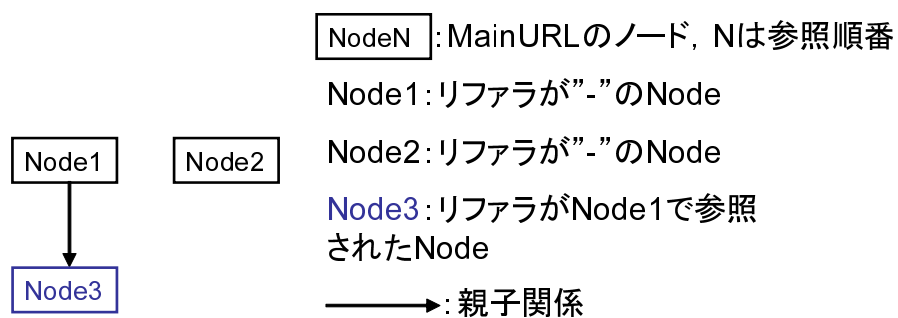 NodeN:MainURLのノード, Nは参照順番
Node1:リファラが”-”のNode
Node2:リファラが”-”のNode
Node3:リファラがNode1で参照
されたNode
:親子関係
Node1
Node2
Node3